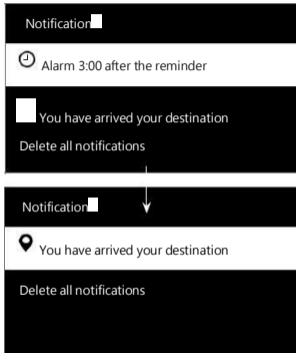 Notification
Alarm 3:00 after the reminder
You have arrived your destination
Delete all notifications
Notification
You have arrived your destination
Delete all notifications